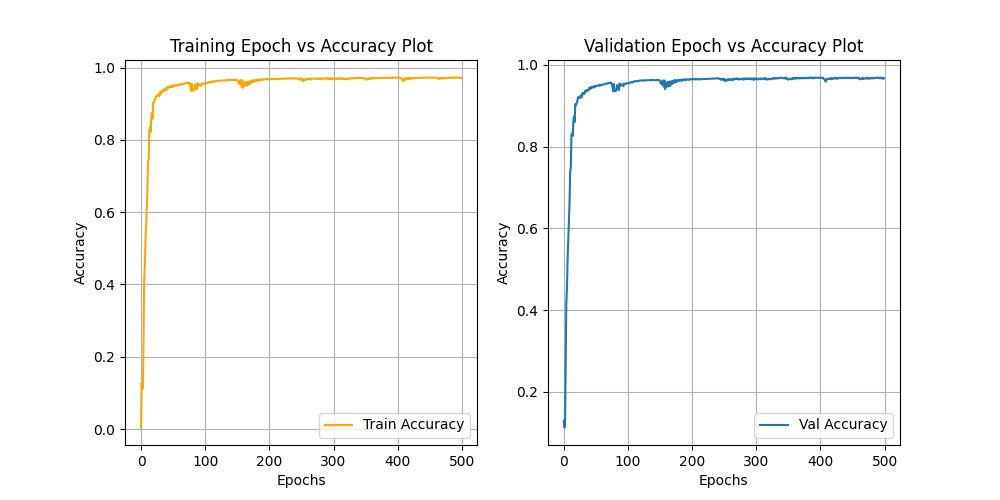 Training Epoch vs Accuracy Plot
1.0
0.8
0.6
0.4
0.2
0.0
Accuracy
Train Accuracy
0 100 200 300 400 500
Epochs
Validation Epoch vs Accuracy Plot
1.0
0.8
0.6
0.4
0.2
Accuracy
Val Accuracy
0 100 200 300 400 500
Epochs